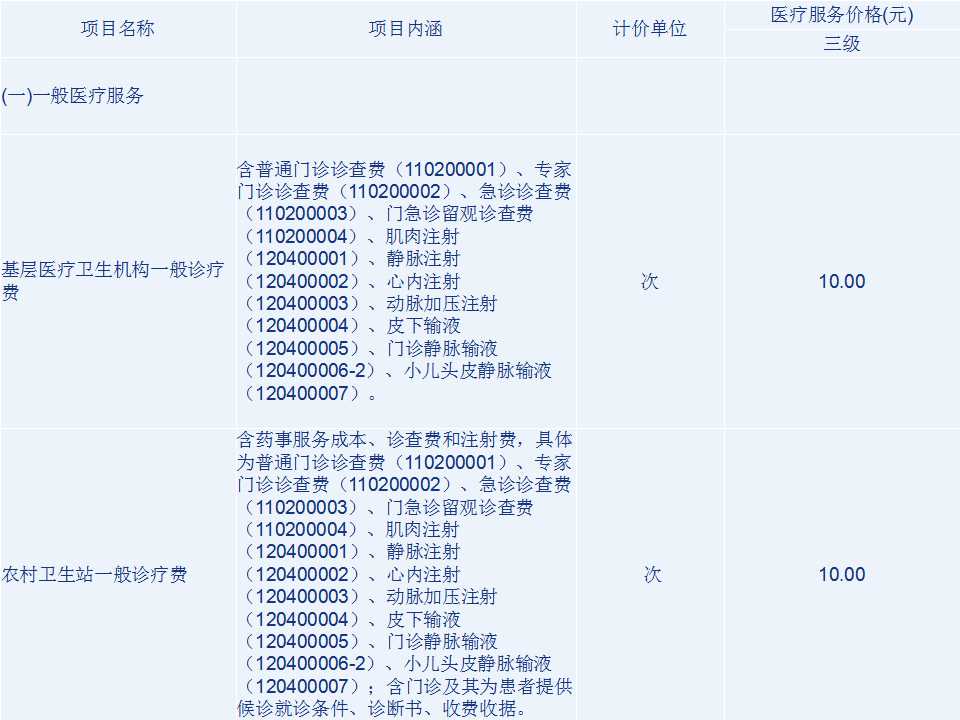 项目名称
项目内涵
计价单位
医疗服务价格(元)
三级
(一)一般医疗服务
基层医疗卫生机构一般诊疗
费
含普通门诊诊查费（110200001）、专家
门诊诊查费（110200002）、急诊诊查费
（110200003）、门急诊留观诊查费
（110200004）、肌肉注射
（120400001）、静脉注射
（120400002）、心内注射
（120400003）、动脉加压注射
（120400004）、皮下输液
（120400005）、门诊静脉输液
（120400006-2）、小儿头皮静脉输液
（120400007）。
次
10.00
农村卫生站一般诊疗费
含药事服务成本、诊查费和注射费，具体
为普通门诊诊查费（110200001）、专家
门诊诊查费（110200002）、急诊诊查费
（110200003）、门急诊留观诊查费
（110200004）、肌肉注射
（120400001）、静脉注射
（120400002）、心内注射
（120400003）、动脉加压注射
（120400004）、皮下输液
（120400005）、门诊静脉输液
（120400006-2）、小儿头皮静脉输液
（120400007）；含门诊及其为患者提供
候诊就诊条件、诊断书、收费收据。
次
10.00